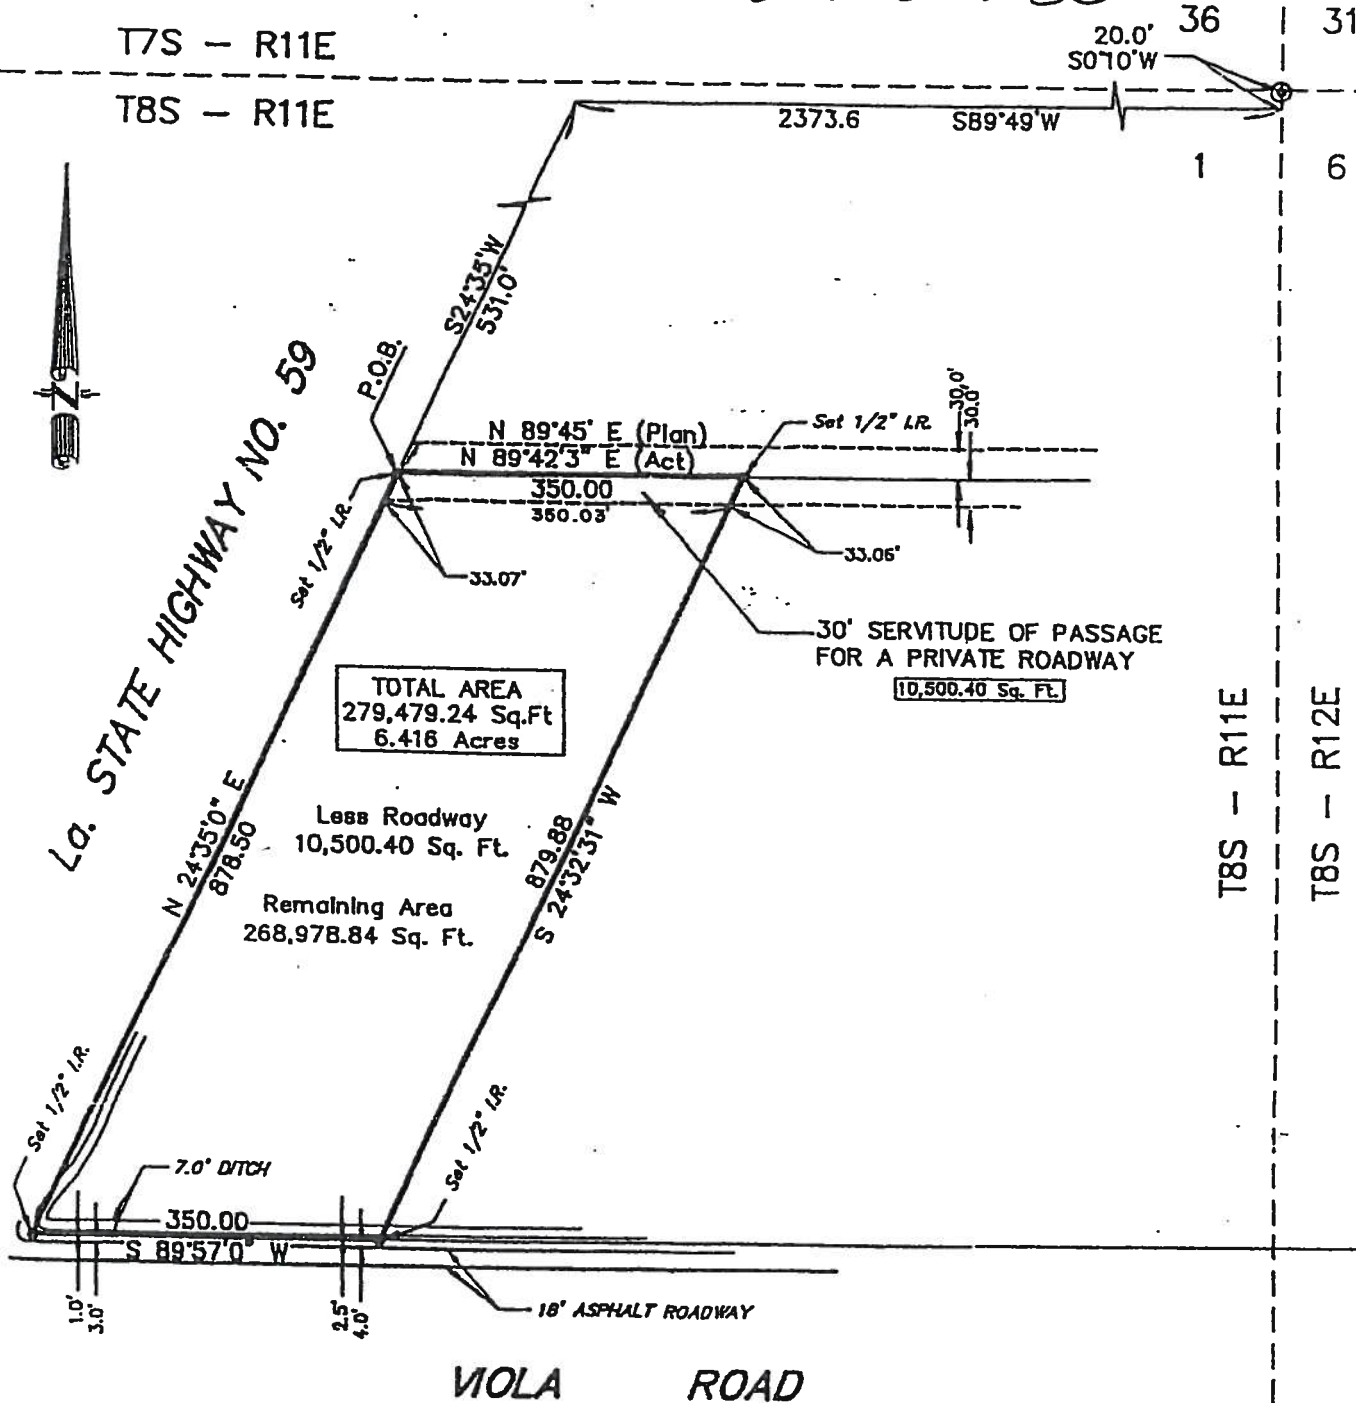 36
31
T7S - R11E
20.0'
S0°10'W
T8S - R11E
2373.6
S89°49'W
1
6
S24°35'W
531.0'
P.O.B.
La. STATE HIGHWAY NO. 59
N
30.0'
30.0'
Set 1/2" I.R.
N 89°45' E (Plan)
N 89°42'3" E (Act)
350.00
350.03'
Set 1/2" I.R.
33.07'
33.06'
30' SERVITUDE OF PASSAGE
FOR A PRIVATE ROADWAY
10,500.40 Sq. Ft.
TOTAL AREA
279,479.24 Sq.Ft
6.416 Acres
T8S - R11E
T8S - R12E
N 24°35'0" E
878.50
Less Roadway
10,500.40 Sq. Ft.
879.88
S 24°32'31" W
Remaining Area
268,978.84 Sq. Ft.
Set 1/2" I.R.
Set 1/2" I.R.
7.0' DITCH
350.00
S 89°57'0" W
1.0'
3.0'
2.5'
4.0'
18' ASPHALT ROADWAY
VIOLA ROAD